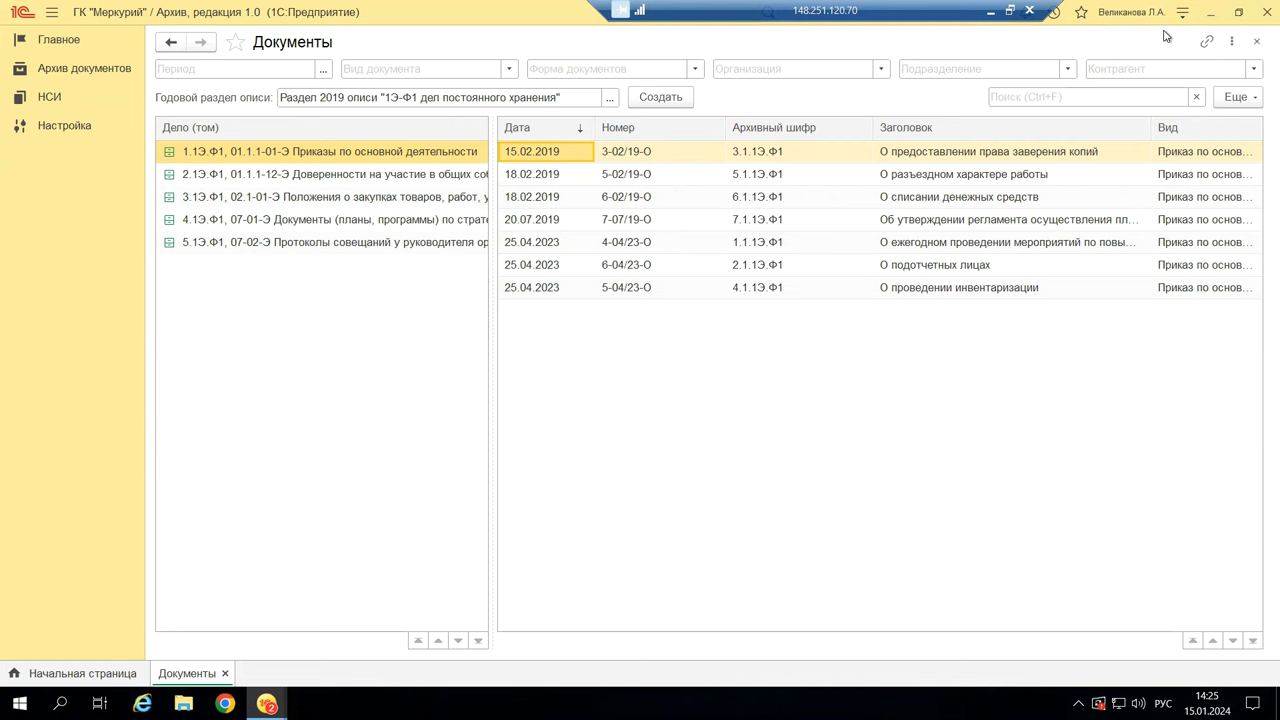 ГК "Меркурий" / Архив, редакция 1.0 (1С:Предприятие)
148.251.120.70
Великанова Л.А.
Главное
Архив документов
НСИ
Настройка
Документы
Период
Вид документа
Форма документов
Организация
Подразделение
Контрагент
Годовой раздел описи: Раздел 2019 описи "1Э-Ф1 дел постоянного хранения" ... Создать Поиск (Ctrl+F) × Еще
Дело (том)
1.1Э.Ф1, 01.1.1-01-Э Приказы по основной деятельности
2.1Э.Ф1, 01.1.1-12-Э Доверенности на участие в общих со
3.1Э.Ф1, 02.1-01-Э Положения о закупках товаров, работ, у
4.1Э.Ф1, 07-01-Э Документы (планы, программы) по страте
5.1Э.Ф1, 07-02-Э Протоколы совещаний у руководителя ор
Дата ↓ Номер Архивный шифр Заголовок Вид
15.02.2019 3-02/19-О 3.1.1Э.Ф1 О предоставлении права заверения копий Приказ по основ...
18.02.2019 5-02/19-О 5.1.1Э.Ф1 О разъездном характере работы Приказ по основ...
18.02.2019 6-02/19-О 6.1.1Э.Ф1 О списании денежных средств Приказ по основ...
20.07.2019 7-07/19-О 7.1.1Э.Ф1 Об утверждении регламента осуществления пл... Приказ по основ...
25.04.2023 4-04/23-О 1.1.1Э.Ф1 О ежегодном проведении мероприятий по повы... Приказ по основ...
25.04.2023 6-04/23-О 2.1.1Э.Ф1 О подотчетных лицах Приказ по основ...
25.04.2023 5-04/23-О 4.1.1Э.Ф1 О проведении инвентаризации Приказ по основ...
Начальная страница
Документы ×
РУС
14:25
15.01.2024